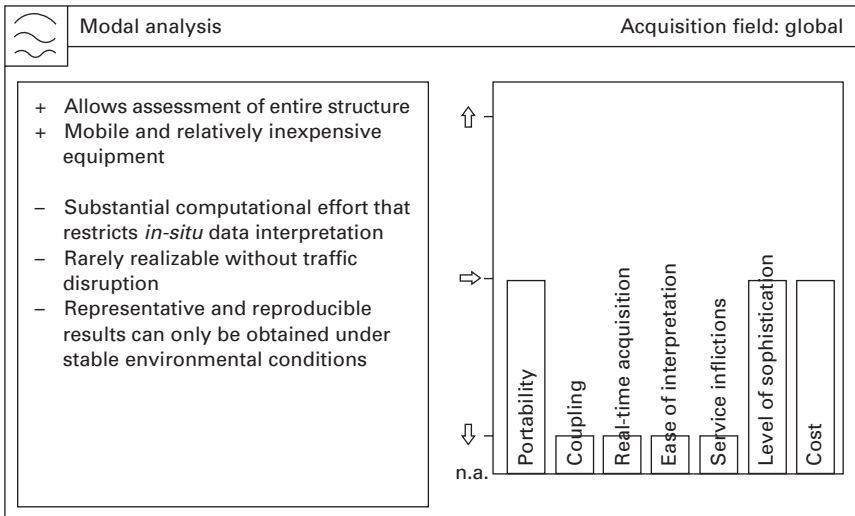 Modal analysis
Acquisition field: global
+ Allows assessment of entire structure
+ Mobile and relatively inexpensive
equipment
– Substantial computational effort that
restricts in-situ data interpretation
– Rarely realizable without traffic
disruption
– Representative and reproducible
results can only be obtained under
stable environmental conditions
n.a.
Portability
Coupling
Real-time acquisition
Ease of interpretation
Service inflictions
Level of sophistication
Cost